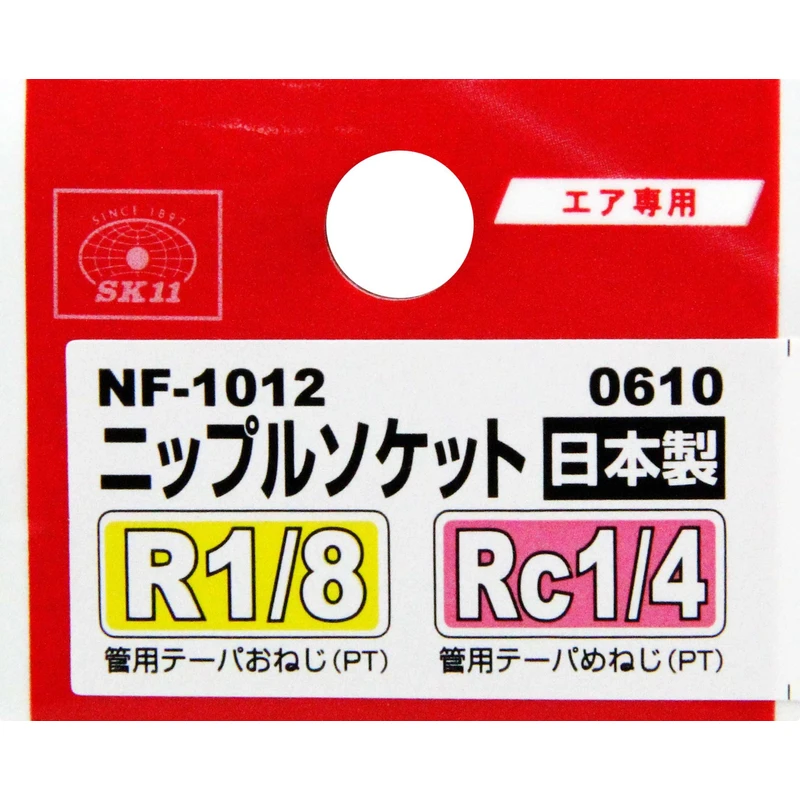 SINCE 1897
SK11
エア専用
NF-1012 0610
ニップルソケット 日本製
R1/8 Rc1/4
管用テーパおねじ(PT) 管用テーパめねじ(PT)